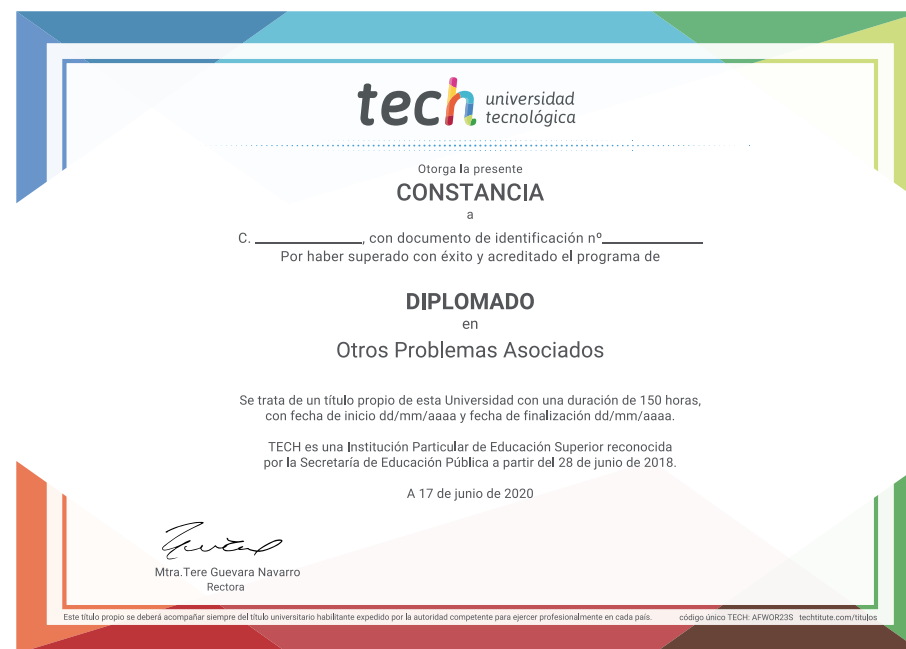 tech universidad
tecnológica
Otorga la presente
CONSTANCIA
a
C. ______________, con documento de identificación nº_____________
Por haber superado con éxito y acreditado el programa de
DIPLOMADO
en
Otros Problemas Asociados
Se trata de un título propio de esta Universidad con una duración de 150 horas,
con fecha de inicio dd/mm/aaaa y fecha de finalización dd/mm/aaaa.
TECH es una Institución Particular de Educación Superior reconocida
por la Secretaría de Educación Pública a partir del 28 de junio de 2018.
A 17 de junio de 2020
Mtra.Tere Guevara Navarro
Rectora
Este título propio se deberá acompañar siempre del título universitario habilitante expedido por la autoridad competente para ejercer profesionalmente en cada país. código único TECH: AFWOR23S techtitute.com/titulos